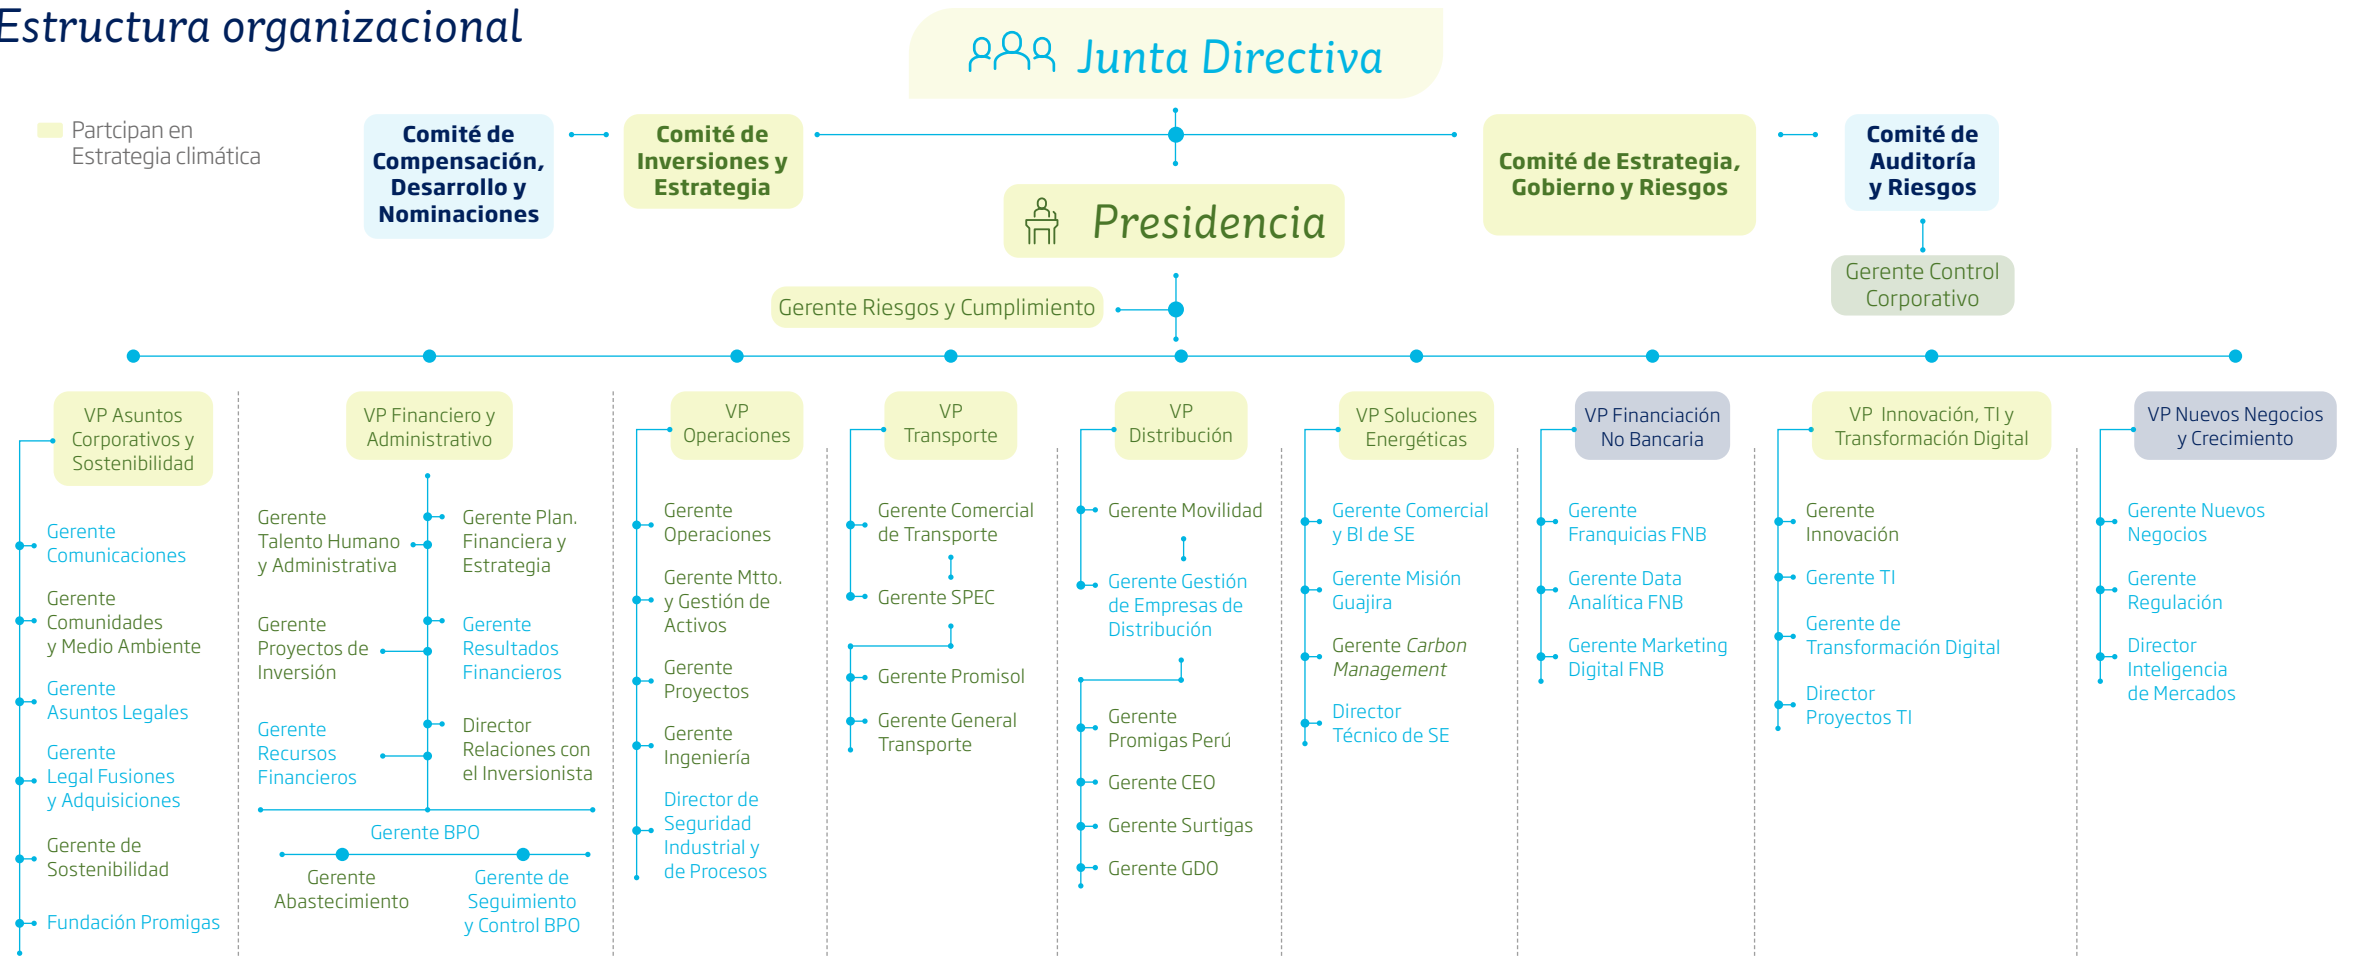 Estructura organizacional
Junta Directiva
Partcipan en
Estrategia climática
Comité de
Compensación,
Desarrollo y
Nominaciones
Comité de
Inversiones y
Estrategia
Comité de Estrategia,
Gobierno y Riesgos
Comité de
Auditoría
y Riesgos
Presidencia
Gerente Control
Corporativo
Gerente Riesgos y Cumplimiento
VP Asuntos
Corporativos y
Sostenibilidad
Gerente
Comunicaciones
Gerente
Comunidades
y Medio Ambiente
Gerente
Asuntos Legales
Gerente
Legal Fusiones
y Adquisiciones
Gerente de
Sostenibilidad
Fundación Promigas
VP Financiero y
Administrativo
Gerente
Talento Humano
y Administrativa
Gerente Plan.
Financiera y
Estrategia
Gerente
Proyectos de
Inversión
Gerente
Resultados
Financieros
Gerente
Recursos
Financieros
Director
Relaciones con
el Inversionista
Gerente BPO
Gerente
Abastecimiento
Gerente de
Seguimiento
y Control BPO
VP
Operaciones
Gerente
Operaciones
Gerente Mtto.
y Gestión de
Activos
Gerente
Proyectos
Gerente
Ingeniería
Director de
Seguridad
Industrial y
de Procesos
VP
Transporte
Gerente Comercial
de Transporte
Gerente SPEC
Gerente Promisol
Gerente General
Transporte
VP
Distribución
Gerente Movilidad
Gerente Gestión
de Empresas de
Distribución
Gerente
Promigas Perú
Gerente CEO
Gerente Surtigas
Gerente GDO
VP Soluciones
Energéticas
Gerente Comercial
y BI de SE
Gerente Misión
Guajira
Gerente Carbon
Management
Director
Técnico de SE
VP Financiación
No Bancaria
Gerente
Franquicias FNB
Gerente Data
Analítica FNB
Gerente Marketing
Digital FNB
VP Innovación, TI y
Transformación Digital
Gerente
Innovación
Gerente TI
Gerente de
Transformación Digital
Director
Proyectos TI
VP Nuevos Negocios
y Crecimiento
Gerente Nuevos
Negocios
Gerente
Regulación
Director
Inteligencia
de Mercados